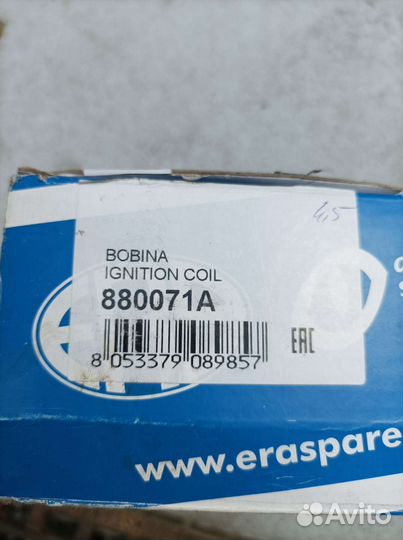 4,5
BOBINA
IGNITION COIL
880071A
8 053379 089857
EAC
www.eraspare
Avito